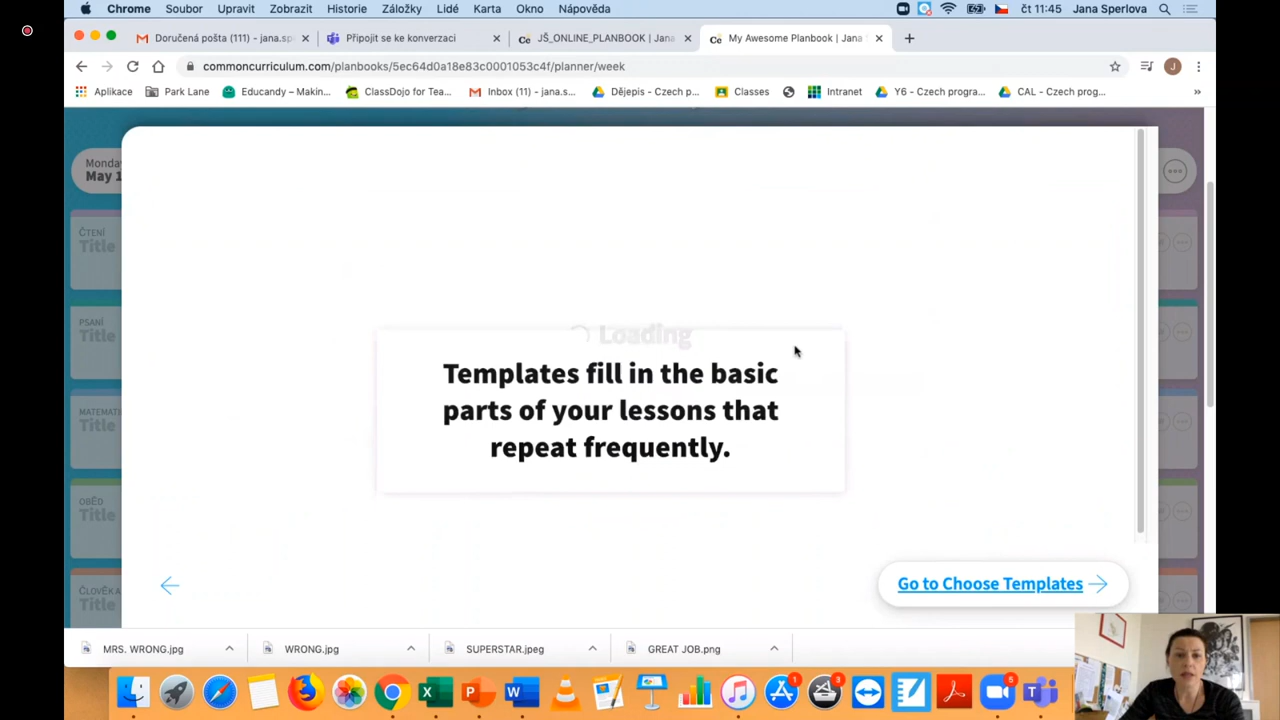 Chrome Soubor Upravit Zobrazit Historie Záložky Lidé Karta Okno Nápověda čt 11:45 Jana Sperlova
Doručená pošta (111) - jana.sp
Připojit se ke konverzaci
JŠ_ONLINE_PLANBOOK | Jana
My Awesome Planbook | Jana
commoncurriculum.com/planbooks/5ec64d0a18e83c0001053c4f/planner/week
J
Aplikace Park Lane Educandy – Makin... ClassDojo for Tea... Inbox (11) - jana.s... Dějepis - Czech p... Classes Intranet Y6 - Czech progra... CAL - Czech prog... »
Monday
May 1
ČTENÍ
Title
PSANÍ
Title
MATEMATI
Title
OBĚD
Title
ČLOVĚK A
Title
Loading
Templates fill in the basic
parts of your lessons that
repeat frequently.
Go to Choose Templates
MRS. WRONG.jpg
WRONG.jpg
SUPERSTAR.jpeg
GREAT JOB.png
1
3
5